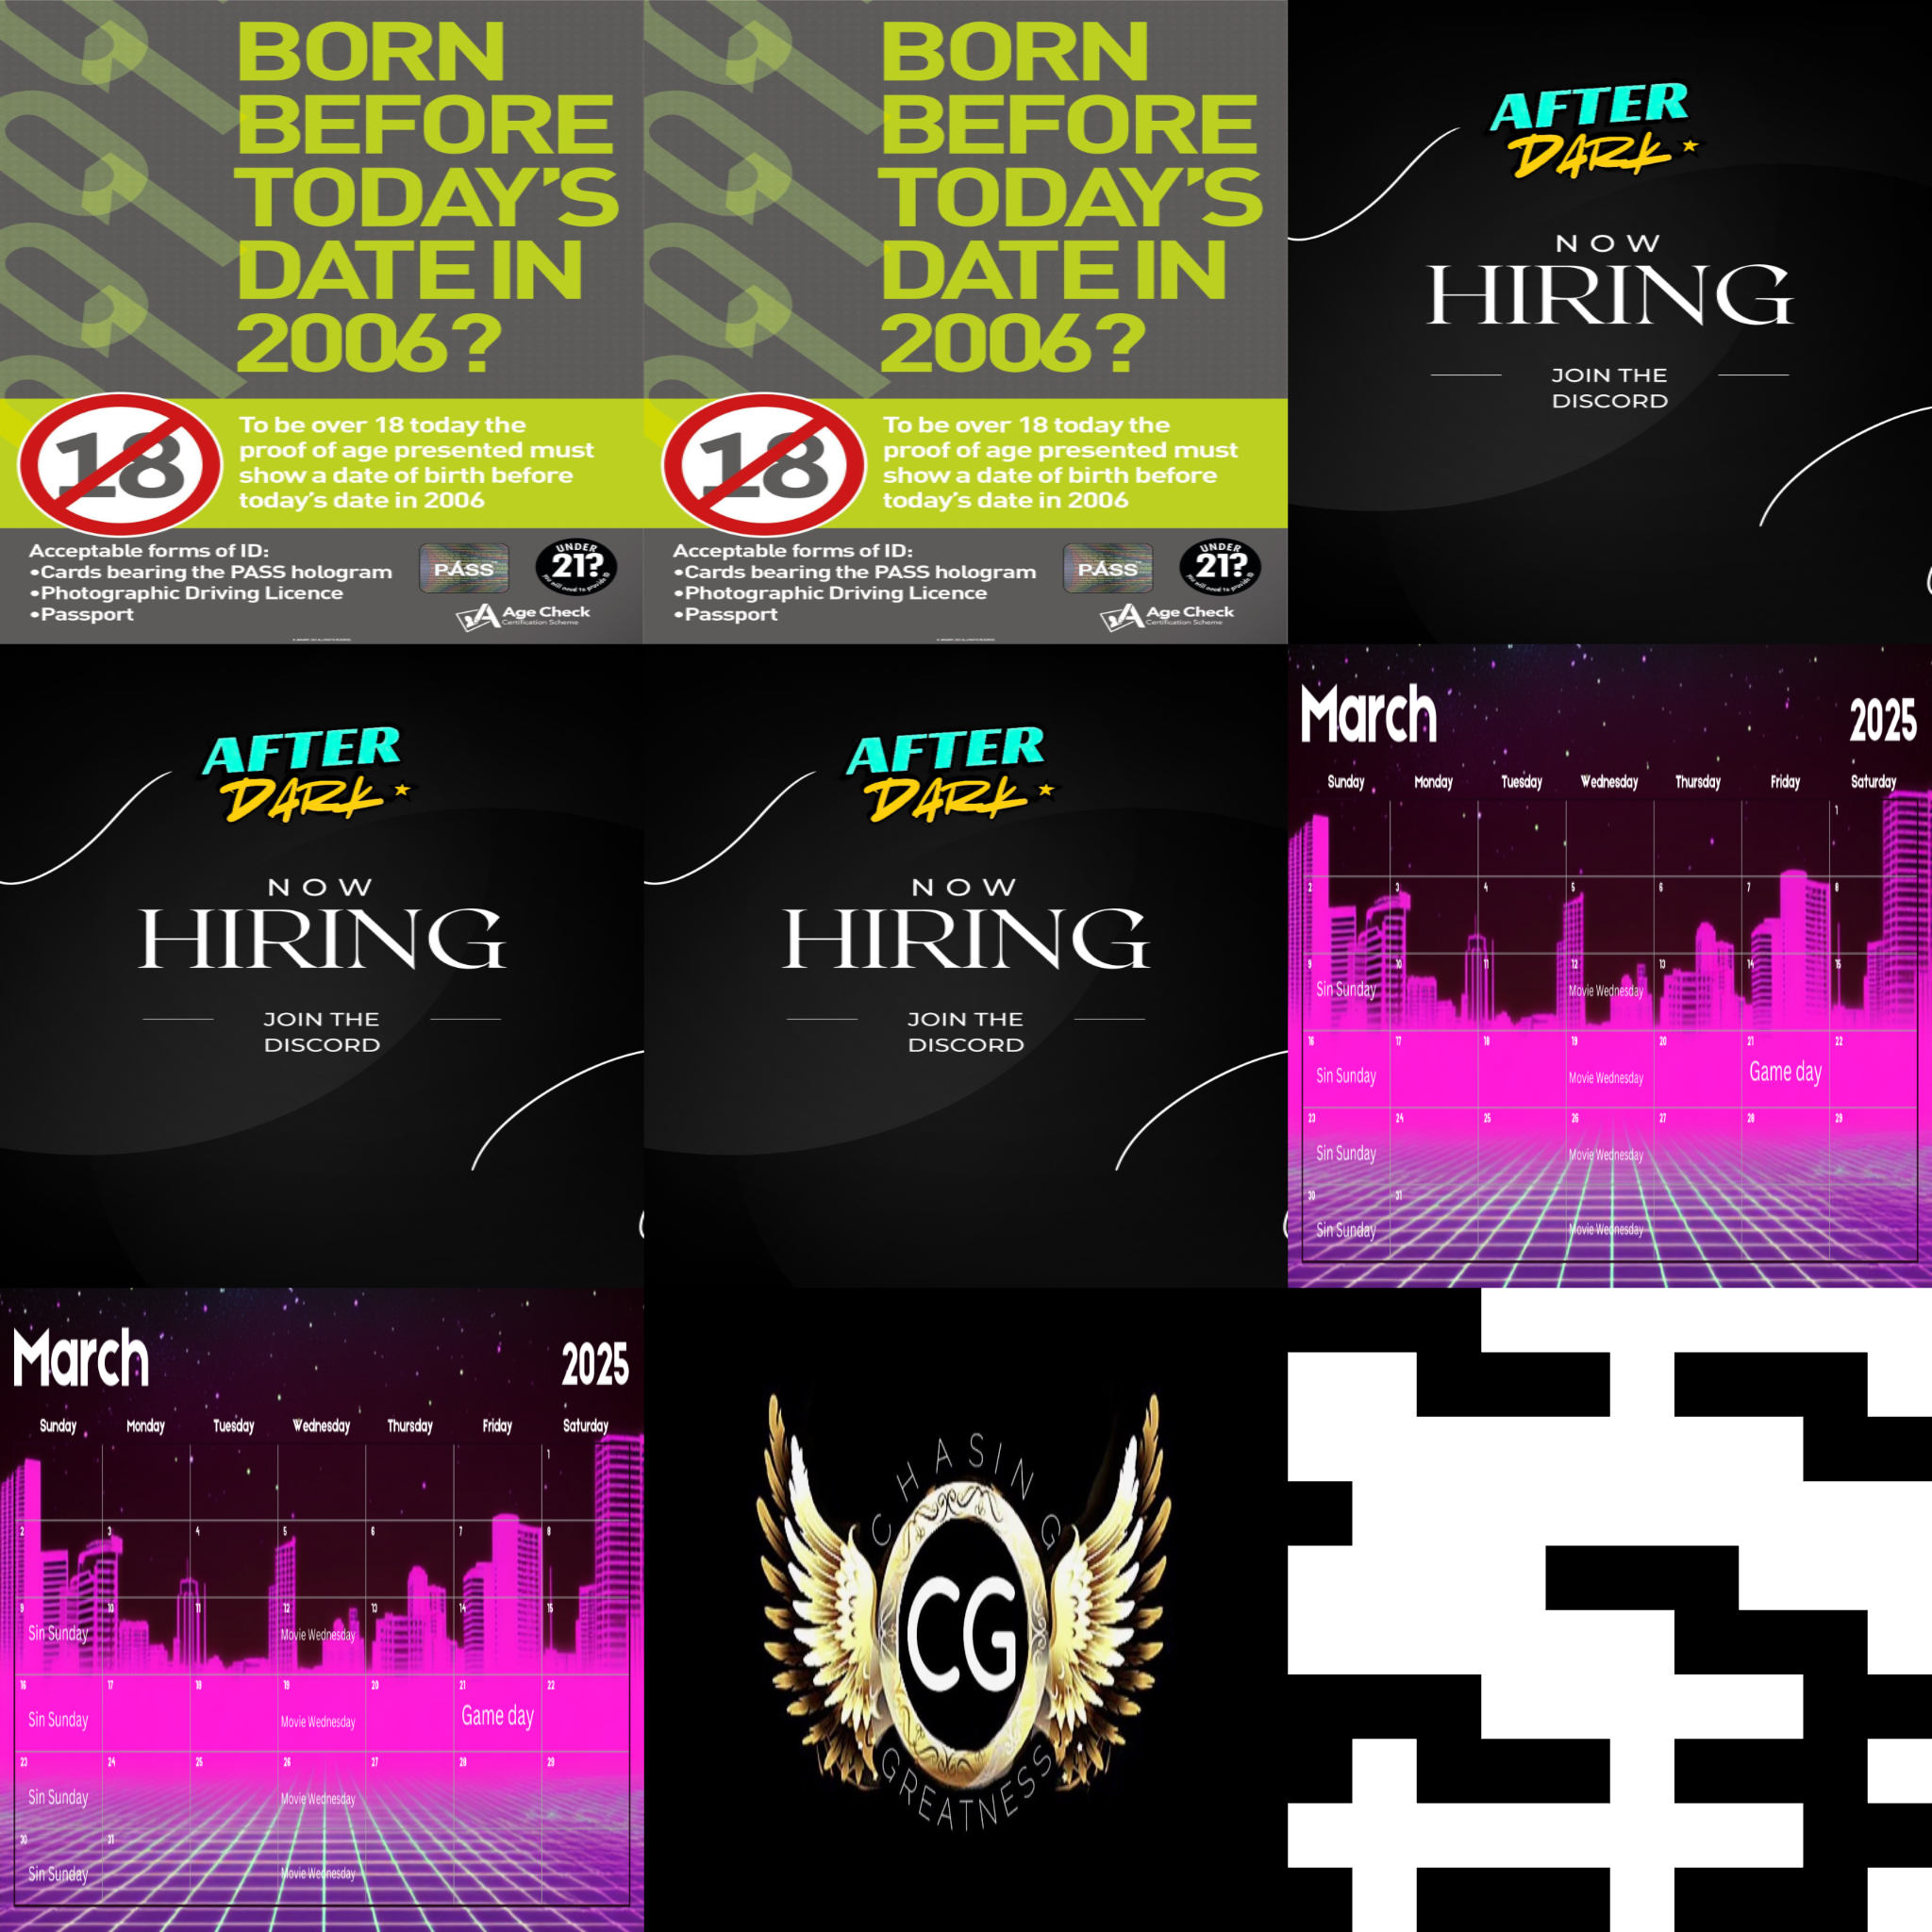 BORN
BEFORE
TODAY'S
DATE IN
2006?
18
To be over 18 today the
proof of age presented must
show a date of birth before
today's date in 2006
Acceptable forms of ID:
•Cards bearing the PASS hologram
•Photographic Driving Licence
•Passport
PASS
UNDER
21?
Age Check
Certification Scheme
BORN
BEFORE
TODAY'S
DATE IN
2006?
18
To be over 18 today the
proof of age presented must
show a date of birth before
today's date in 2006
Acceptable forms of ID:
•Cards bearing the PASS hologram
•Photographic Driving Licence
•Passport
PASS
UNDER
21?
Age Check
Certification Scheme
AFTER
DARK
NOW
HIRING
JOIN THE
DISCORD
AFTER
DARK
NOW
HIRING
JOIN THE
DISCORD
AFTER
DARK
NOW
HIRING
JOIN THE
DISCORD
March 2025
Sunday Monday Tuesday Wednesday Thursday Friday Saturday
1
2 3 4 5 6 7 8
9 10 11 12 13 14 15
Sin Sunday Movie Wednesday
16 17 18 19 20 21 22
Sin Sunday Movie Wednesday Game day
23 24 25 26 27 28 29
Sin Sunday Movie Wednesday
30 31
Sin Sunday Movie Wednesday
March 2025
Sunday Monday Tuesday Wednesday Thursday Friday Saturday
1
2 3 4 5 6 7 8
9 10 11 12 13 14 15
Sin Sunday Movie Wednesday
16 17 18 19 20 21 22
Sin Sunday Movie Wednesday Game day
23 24 25 26 27 28 29
Sin Sunday Movie Wednesday
30 31
Sin Sunday Movie Wednesday
CHASING
CG
GREATNESS